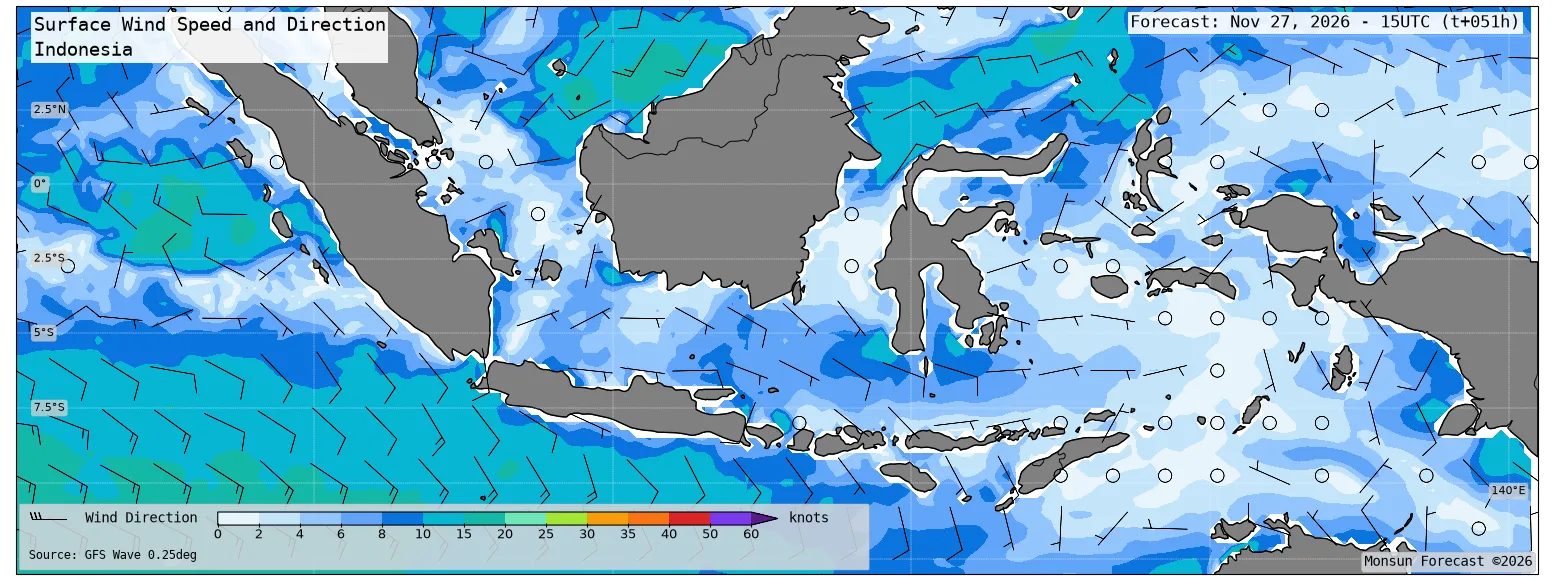 Surface Wind Speed and Direction
Indonesia
Forecast: Nov 27, 2026 - 15UTC (t+051h)
2.5°N
0°
2.5°S
5°S
7.5°S
140°E
Wind Direction
0 2 4 6 8 10 15 20 25 30 35 40 50 60
knots
Source: GFS Wave 0.25deg
Monsun Forecast ©2026